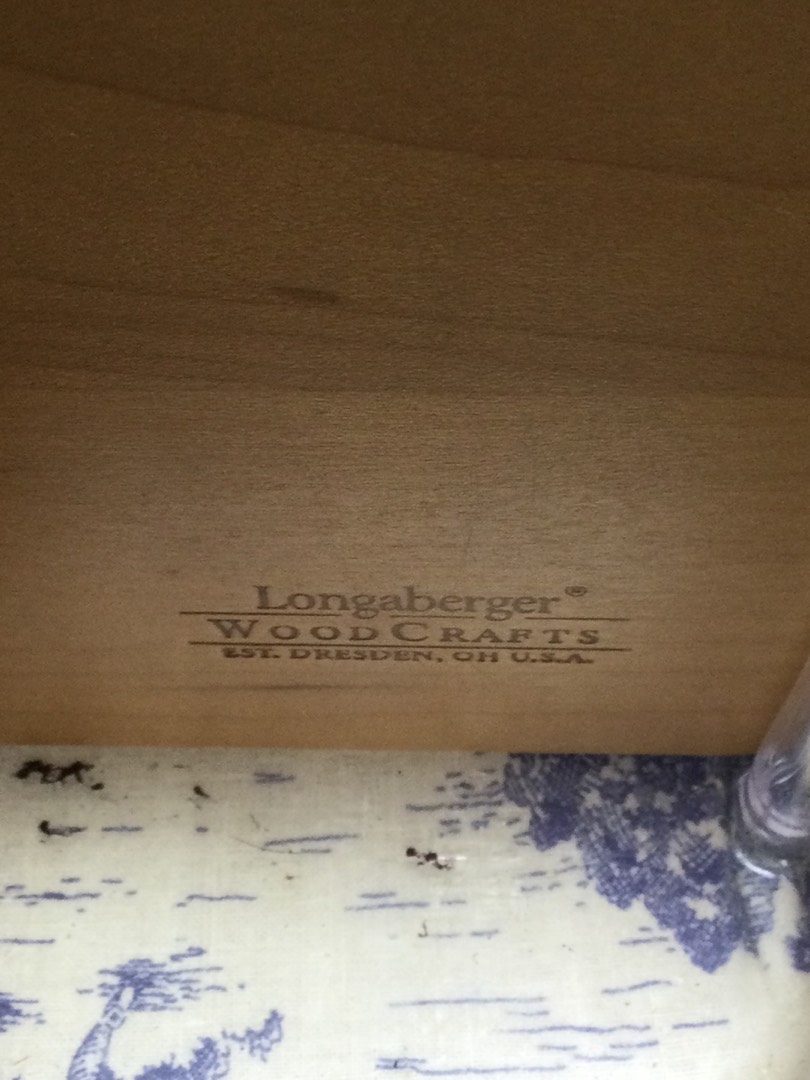 Longaberger®
WOODCRAFTS
EST. DRESDEN, OH U.S.A.